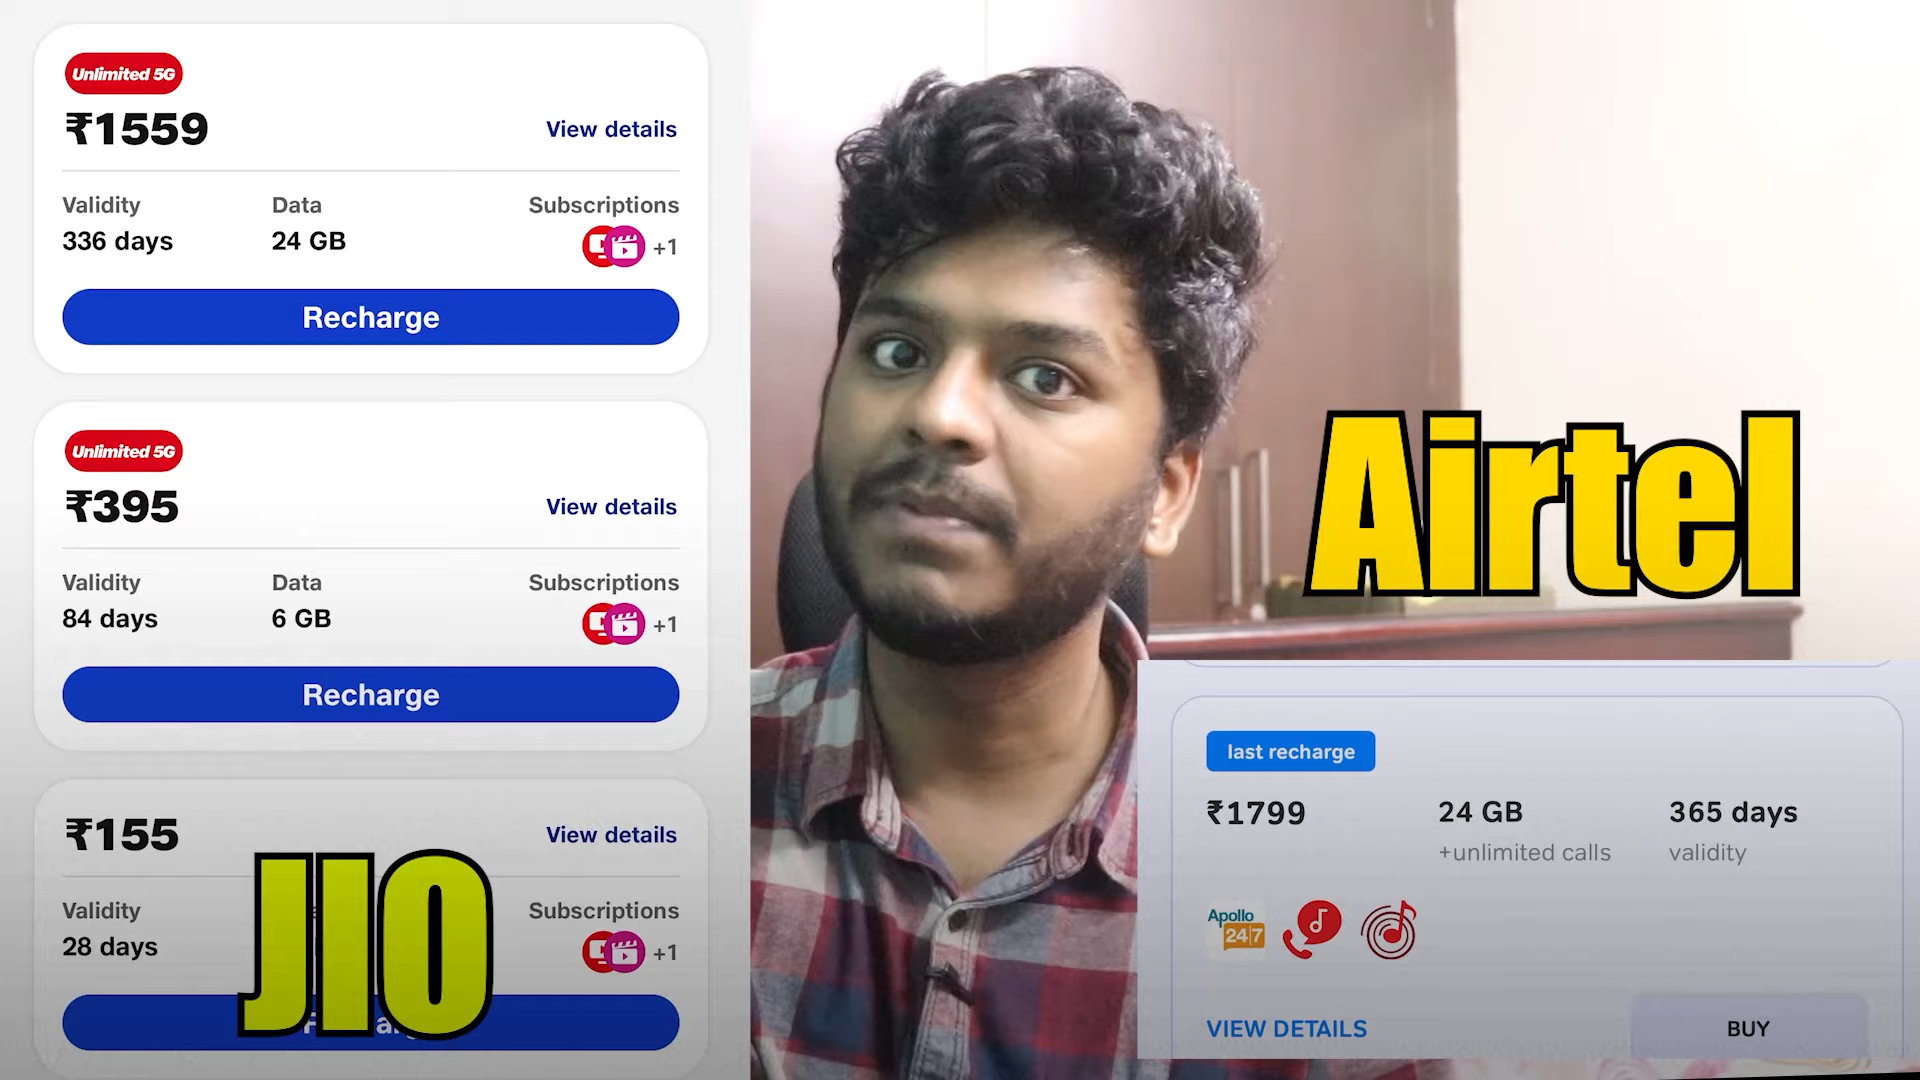 Unlimited 5G
₹1559
View details
Validity
Data
Subscriptions
336 days
24 GB
+1
Recharge
Unlimited 5G
₹395
View details
Validity
Data
Subscriptions
84 days
6 GB
+1
Recharge
₹155
View details
Validity
Subscriptions
28 days
+1
JIO
Airtel
last recharge
₹1799
24 GB
365 days
+unlimited calls
validity
Apollo
24|7
VIEW DETAILS
BUY